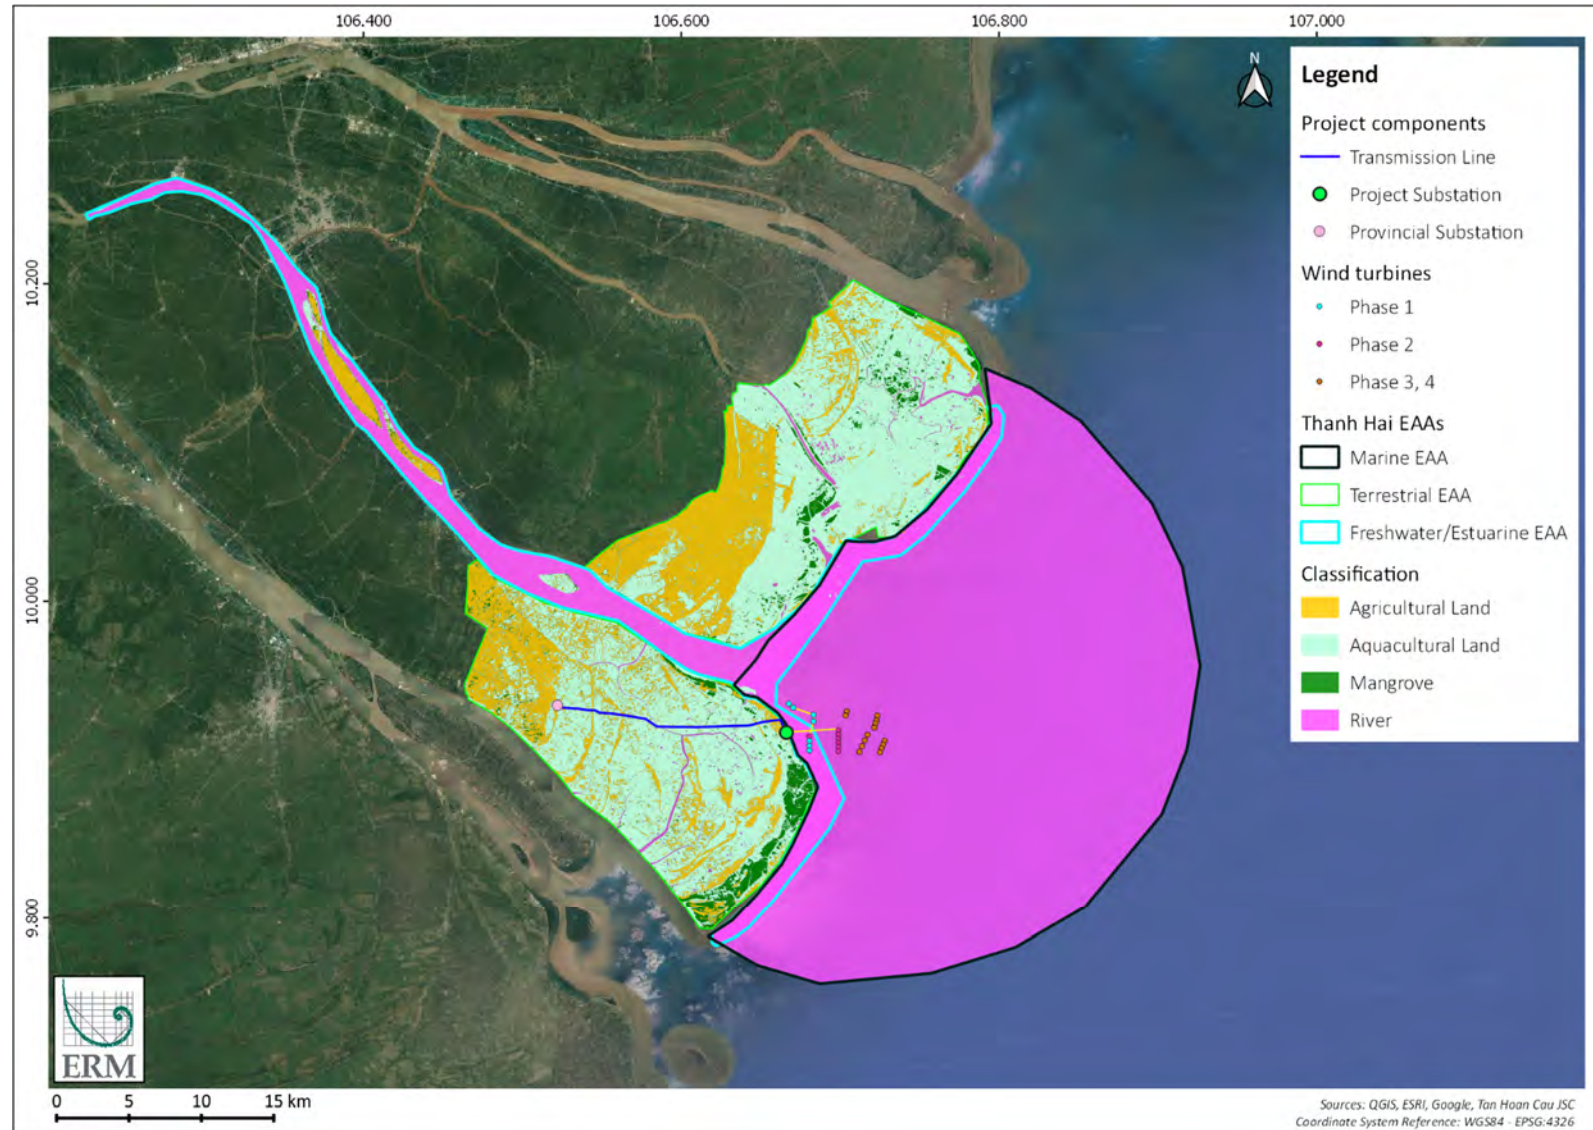 106.400
106.600
106.800
107.000
10.200
10.000
9.800
N
Legend
Project components
Transmission Line
Project Substation
Provincial Substation
Wind turbines
Phase 1
Phase 2
Phase 3, 4
Thanh Hai EAAs
Marine EAA
Terrestrial EAA
Freshwater/Estuarine EAA
Classification
Agricultural Land
Aquacultural Land
Mangrove
River
ERM
0 5 10 15 km
Sources: QGIS, ESRI, Google, Tan Hoan Cau JSC
Coordinate System Reference: WGS84 - EPSG:4326